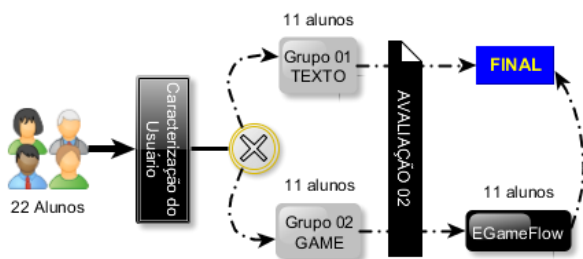 22 Alunos
Caracterização do
Usuário
11 alunos
Grupo 01
TEXTO
11 alunos
Grupo 02
GAME
AVALIAÇÃO 02
FINAL
11 alunos
EGameFlow